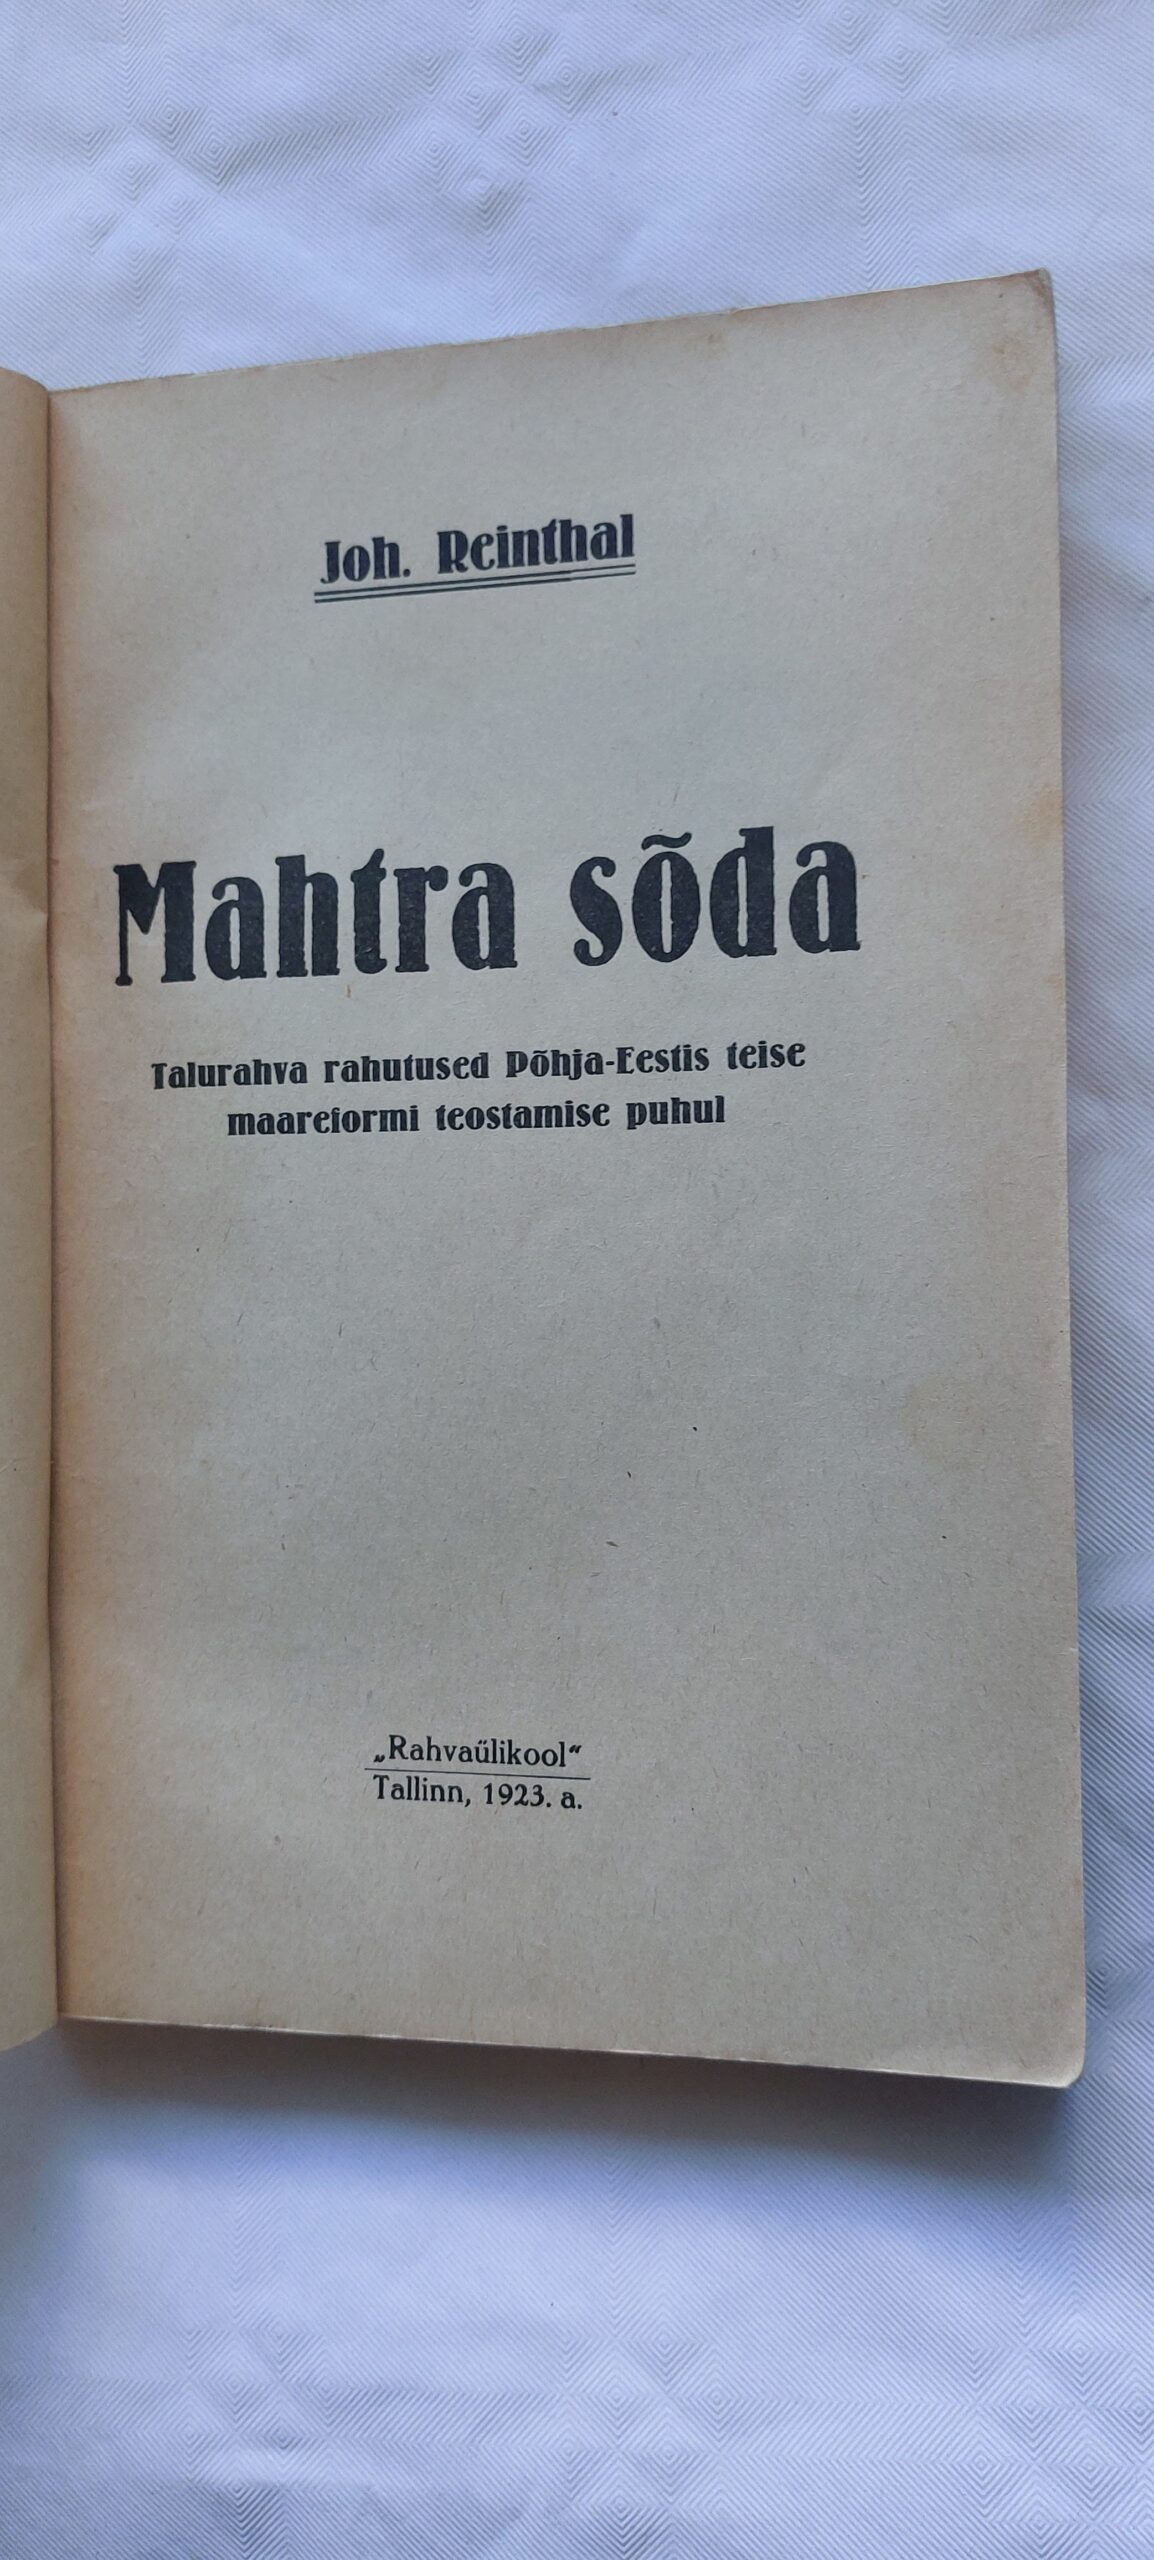 Joh. Reinthal
Mahtra sõda
Talurahva rahutused Põhja-Eestis teise
maareformi teostamise puhul
„Rahvaülikool“
Tallinn, 1923. a.